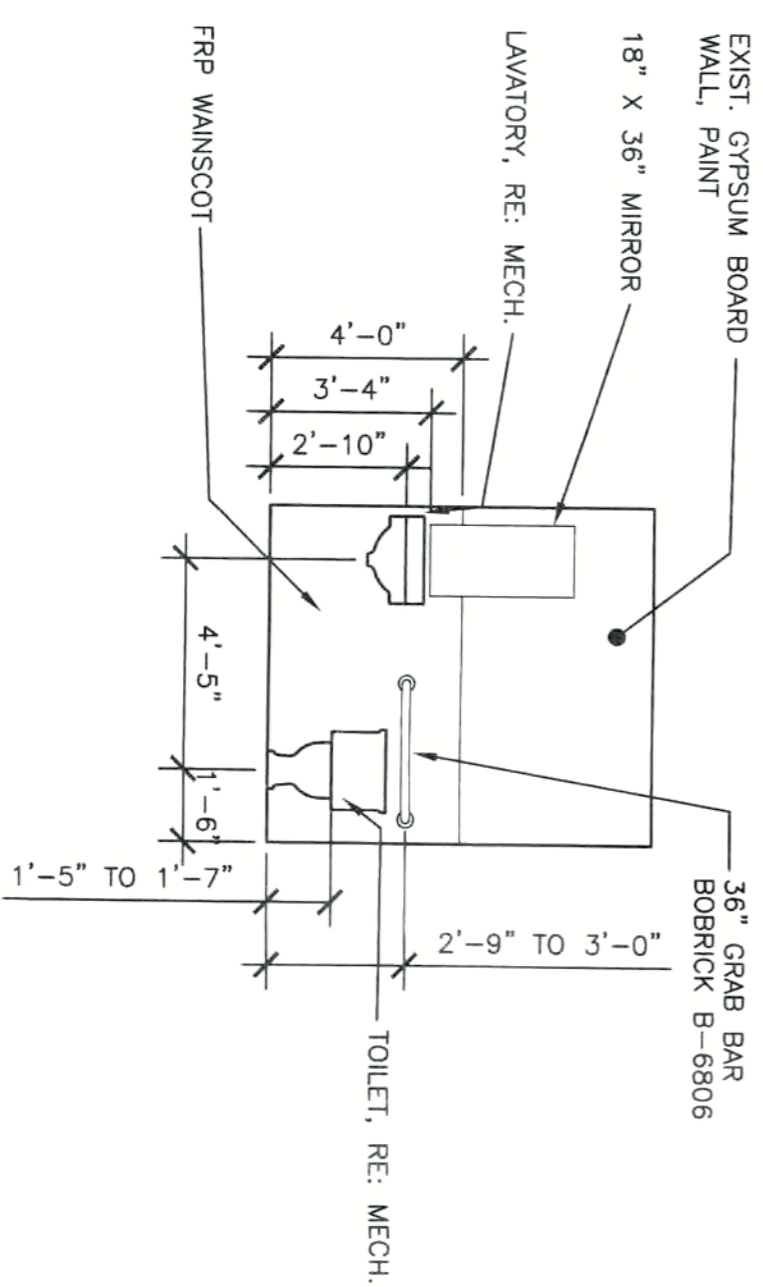 EXIST. GYPSUM BOARD
WALL, PAINT
18" X 36" MIRROR
LAVATORY, RE: MECH.
FRP WAINSCOT
4'-0"
3'-4"
2'-10"
4'-5"
1'-6"
1'-5" TO 1'-7"
2'-9" TO 3'-0"
36" GRAB BAR
BOBRICK B-6806
TOILET, RE: MECH.